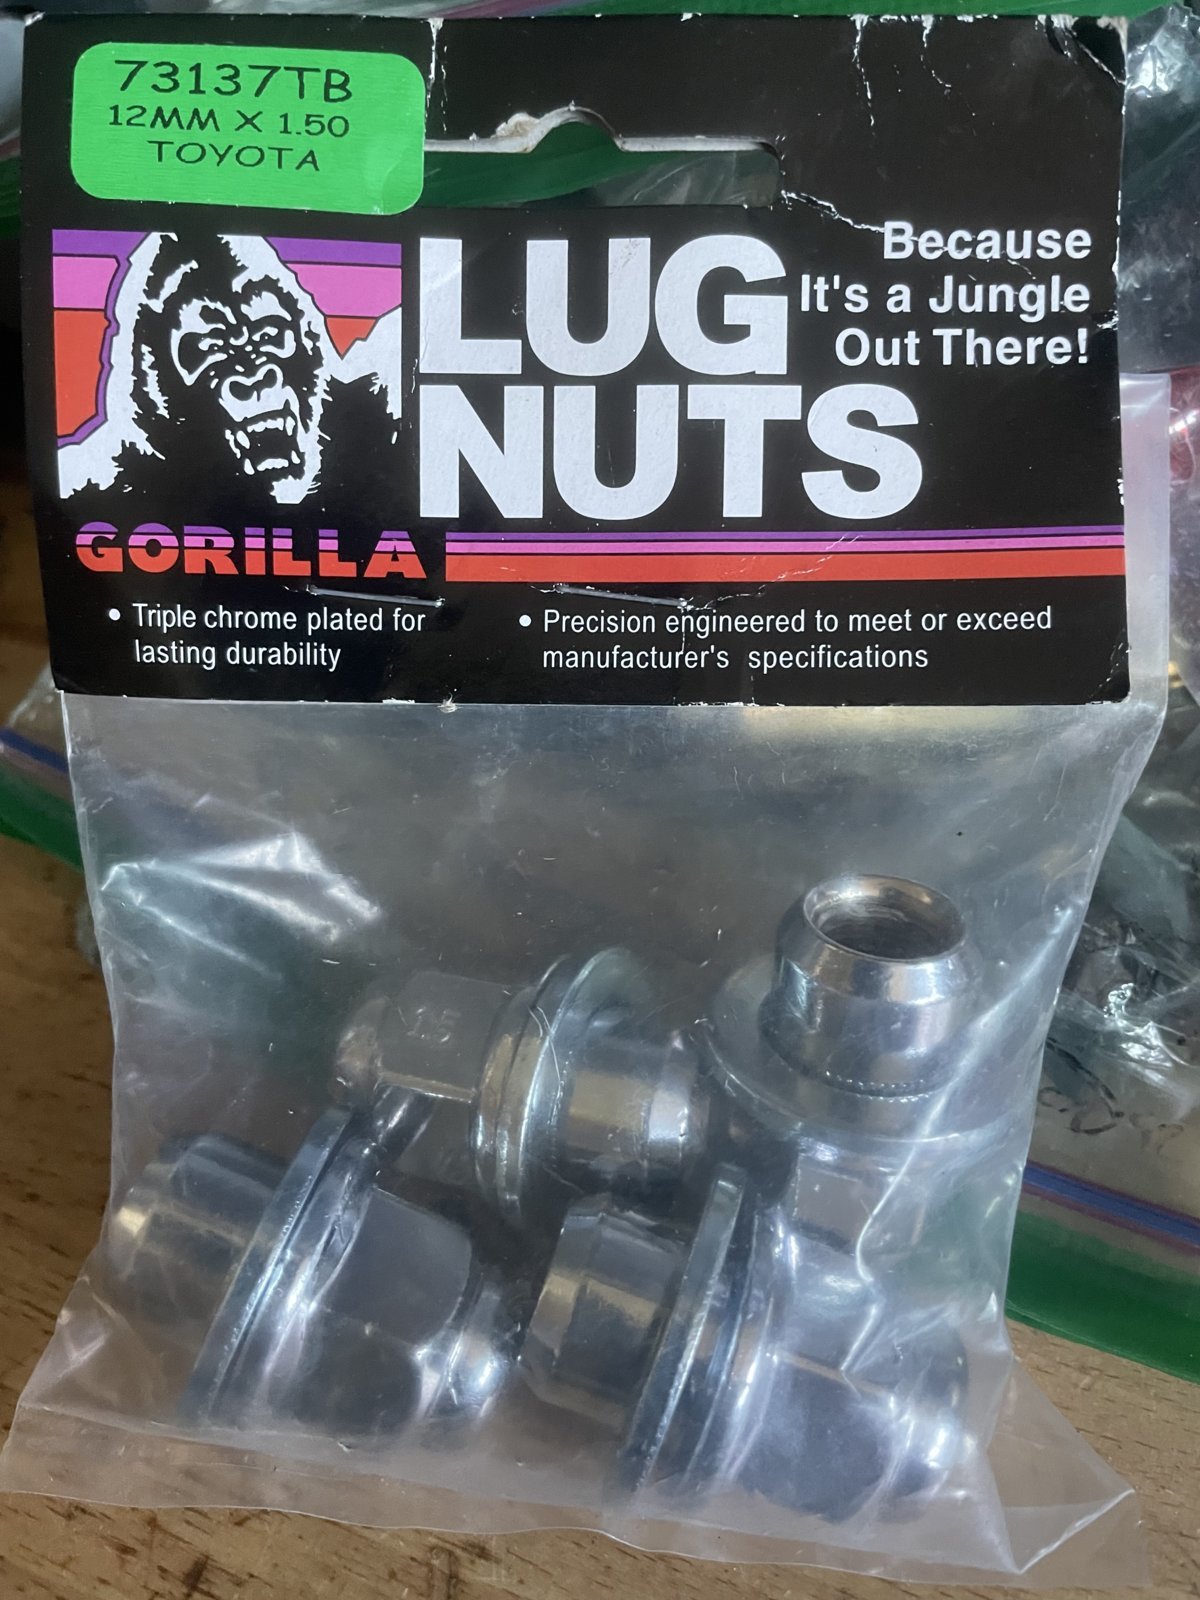 73137TB
12MM X 1.50
TOYOTA
LUG
NUTS
Because
It's a Jungle
Out There!
GORILLA
• Triple chrome plated for
lasting durability
• Precision engineered to meet or exceed
manufacturer's specifications